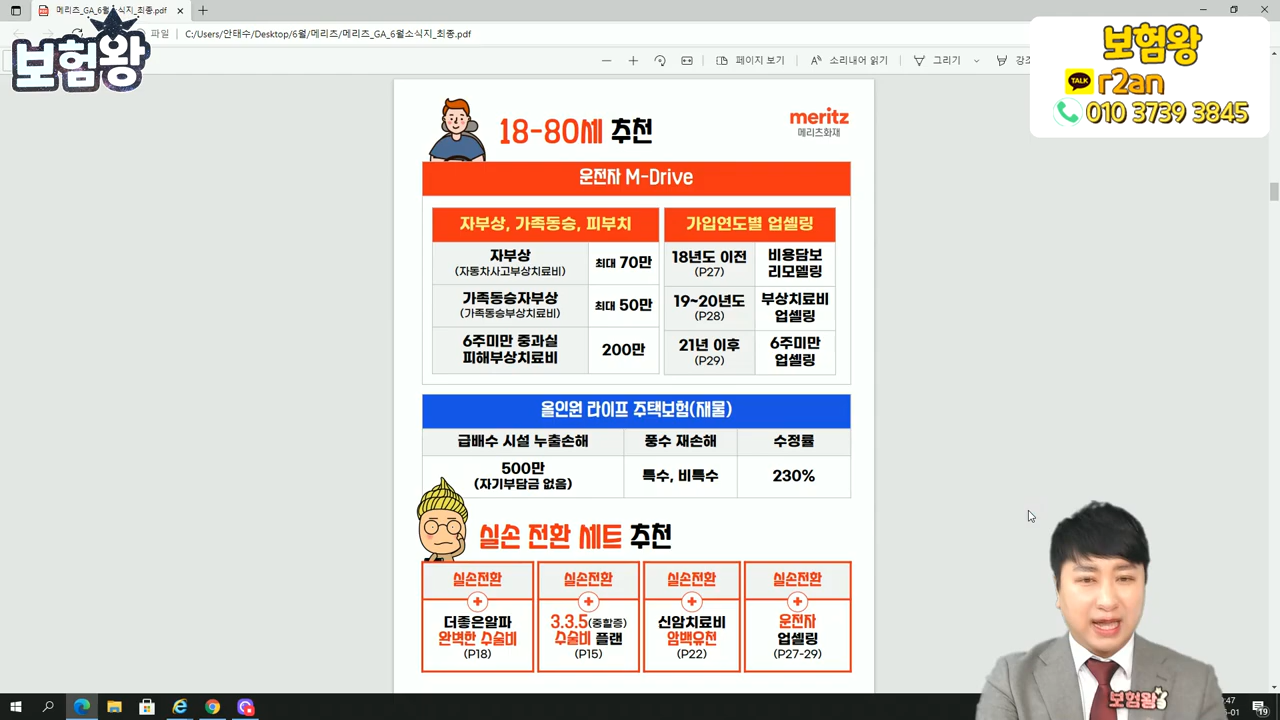 메리츠_GA_6월소식지_최종.pdf
파일
C:/Users/안태수/Desktop/6월/메리츠/메리츠_GA_6월소식지_최종.pdf
페이지 보기
소리내어 읽기
그리기
강조
보험왕
보험왕
TALK
r2an
010 3739 3845
18-80세 추천
meritz
메리츠화재
운전자 M-Drive
자부상, 가족동승, 피부치
가입연도별 업셀링
자부상
(자동차사고부상치료비)
최대 70만
18년도 이전
(P27)
비용담보
리모델링
가족동승자부상
(가족동승부상치료비)
최대 50만
19~20년도
(P28)
부상치료비
업셀링
6주미만 중과실
피해부상치료비
200만
21년 이후
(P29)
6주미만
업셀링
올인원 라이프 주택보험(재물)
급배수 시설 누출손해
풍수 재손해
수정률
500만
(자기부담금 없음)
특수, 비특수
230%
실손 전환 세트 추천
실손전환
+
더좋은알파
완벽한 수술비
(P18)
실손전환
+
3.3.5(중할증)
수술비 플랜
(P15)
실손전환
+
신암치료비
암백유천
(P22)
실손전환
+
운전자
업셀링
(P27-29)
보험왕
:47
-01
19